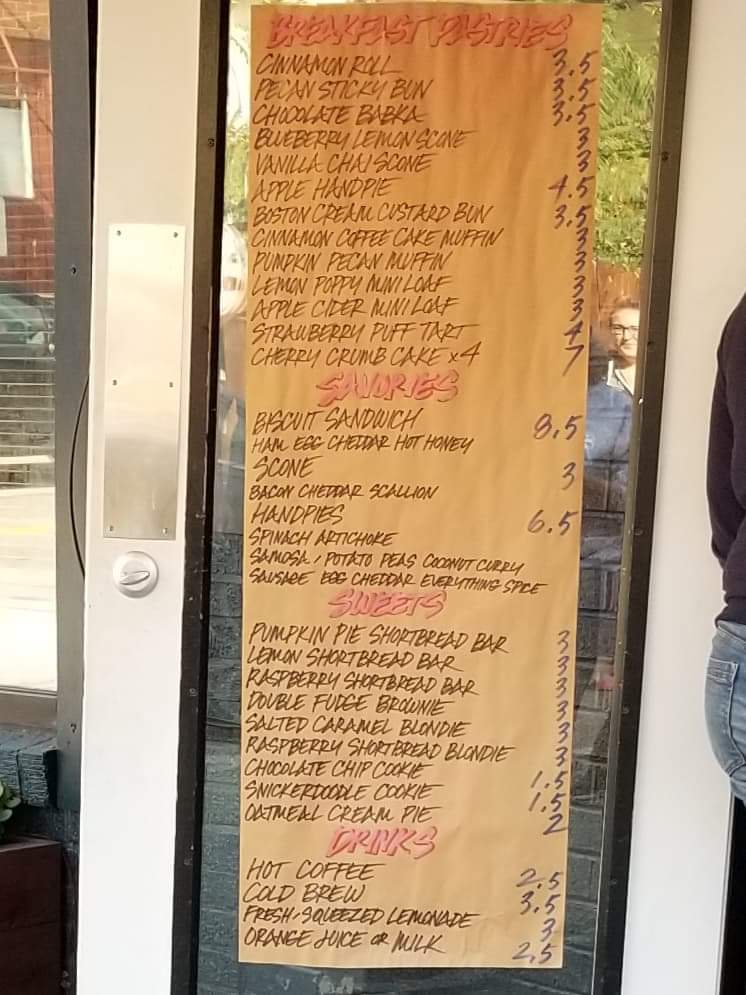 BREAKFAST PASTRIES
CINNAMON ROLL 3.5
PECAN STICKY BUN 3.5
CHOCOLATE BABKA 3.5
BLUEBERRY LEMON SCONE 3
VANILLA CHAI SCONE 3
APPLE HANDPIE 4.5
BOSTON CREAM CUSTARD BUN 3.5
CINNAMON COFFEE CAKE MUFFIN 3
PUMPKIN PECAN MUFFIN 3
LEMON POPPY MINI LOAF 3
APPLE CIDER MINI LOAF 3
STRAWBERRY PUFF TART 4
CHERRY CRUMB CAKE x4 7
SAVORIES
BISCUIT SANDWICH 8.5
HAM EGG CHEDDAR HOT HONEY
SCONE 3
BACON CHEDDAR SCALLION
HANDPIES 6.5
SPINACH ARTICHOKE
SAMOSA / POTATO PEAS COCONUT CURRY
SAUSAGE EGG CHEDDAR EVERYTHING SPICE
SWEETS
PUMPKIN PIE SHORTBREAD BAR 3
LEMON SHORTBREAD BAR 3
RASPBERRY SHORTBREAD BAR 3
DOUBLE FUDGE BROWNIE 3
SALTED CARAMEL BLONDIE 3
RASPBERRY SHORTBREAD BLONDIE 3
CHOCOLATE CHIP COOKIE 1.5
SNICKERDOODLE COOKIE 1.5
OATMEAL CREAM PIE 2
DRINKS
HOT COFFEE 2.5
COLD BREW 3.5
FRESH-SQUEEZED LEMONADE 3
ORANGE JUICE OR MILK 2.5